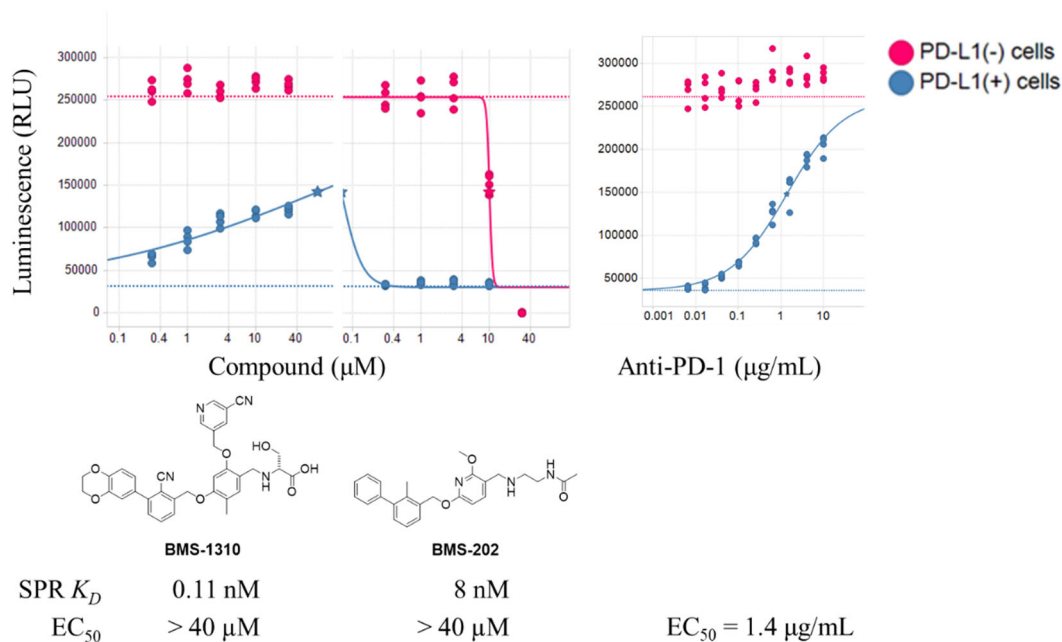 PD-L1(-) cells
PD-L1(+) cells
Luminescence (RLU)
300000
250000
200000
150000
100000
50000
0
0.1 0.4 1 4 10 40
0.1 0.4 1 4 10 40
Compound (μM)
300000
250000
200000
150000
100000
50000
0.001 0.01 0.1 1 10
Anti-PD-1 (μg/mL)
N CN
O HO
O CN O N H OH O
O
BMS-1310
O N N H H N O
O
BMS-202
SPR KD 0.11 nM 8 nM
EC50 > 40 μM > 40 μM EC50 = 1.4 μg/mL